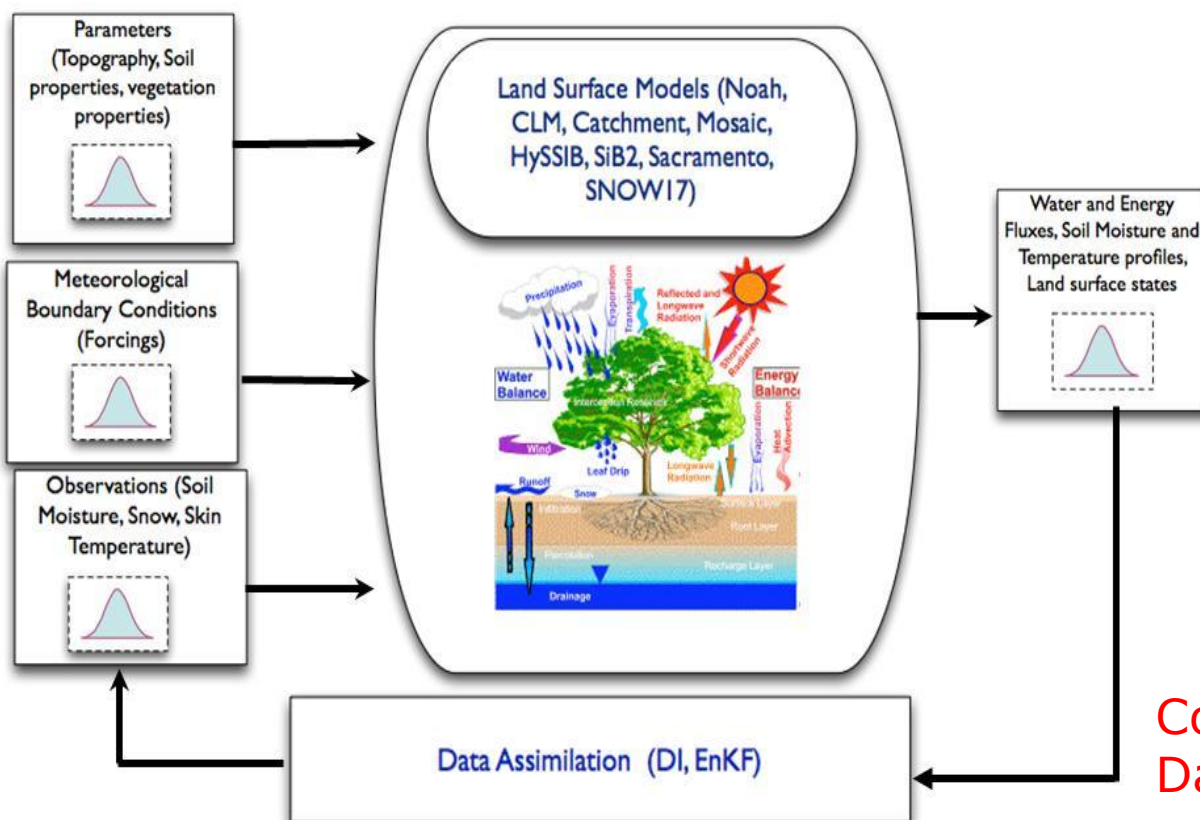 Parameters
(Topography, Soil
properties, vegetation
properties)
Meteorological
Boundary Conditions
(Forcings)
Observations (Soil
Moisture, Snow, Skin
Temperature)
Land Surface Models (Noah,
CLM, Catchment, Mosaic,
HySSIB, SiB2, Sacramento,
SNOW17)
Precipitation
Evaporation
Transpiration
Reflected and
Longwave
Radiation
Shortwave
Radiation
Water
Balance
Energy
Balance
Interception Reservoir
Wind
Leaf Drip
Longwave
Radiation
Evaporation
Heat
Advection
Runoff
Snow
Infiltration
Surface Layer
Root Layer
Percolation
Recharge Layer
Drainage
Water and Energy
Fluxes, Soil Moisture and
Temperature profiles,
Land surface states
Data Assimilation (DI, EnKF)
Co
Da